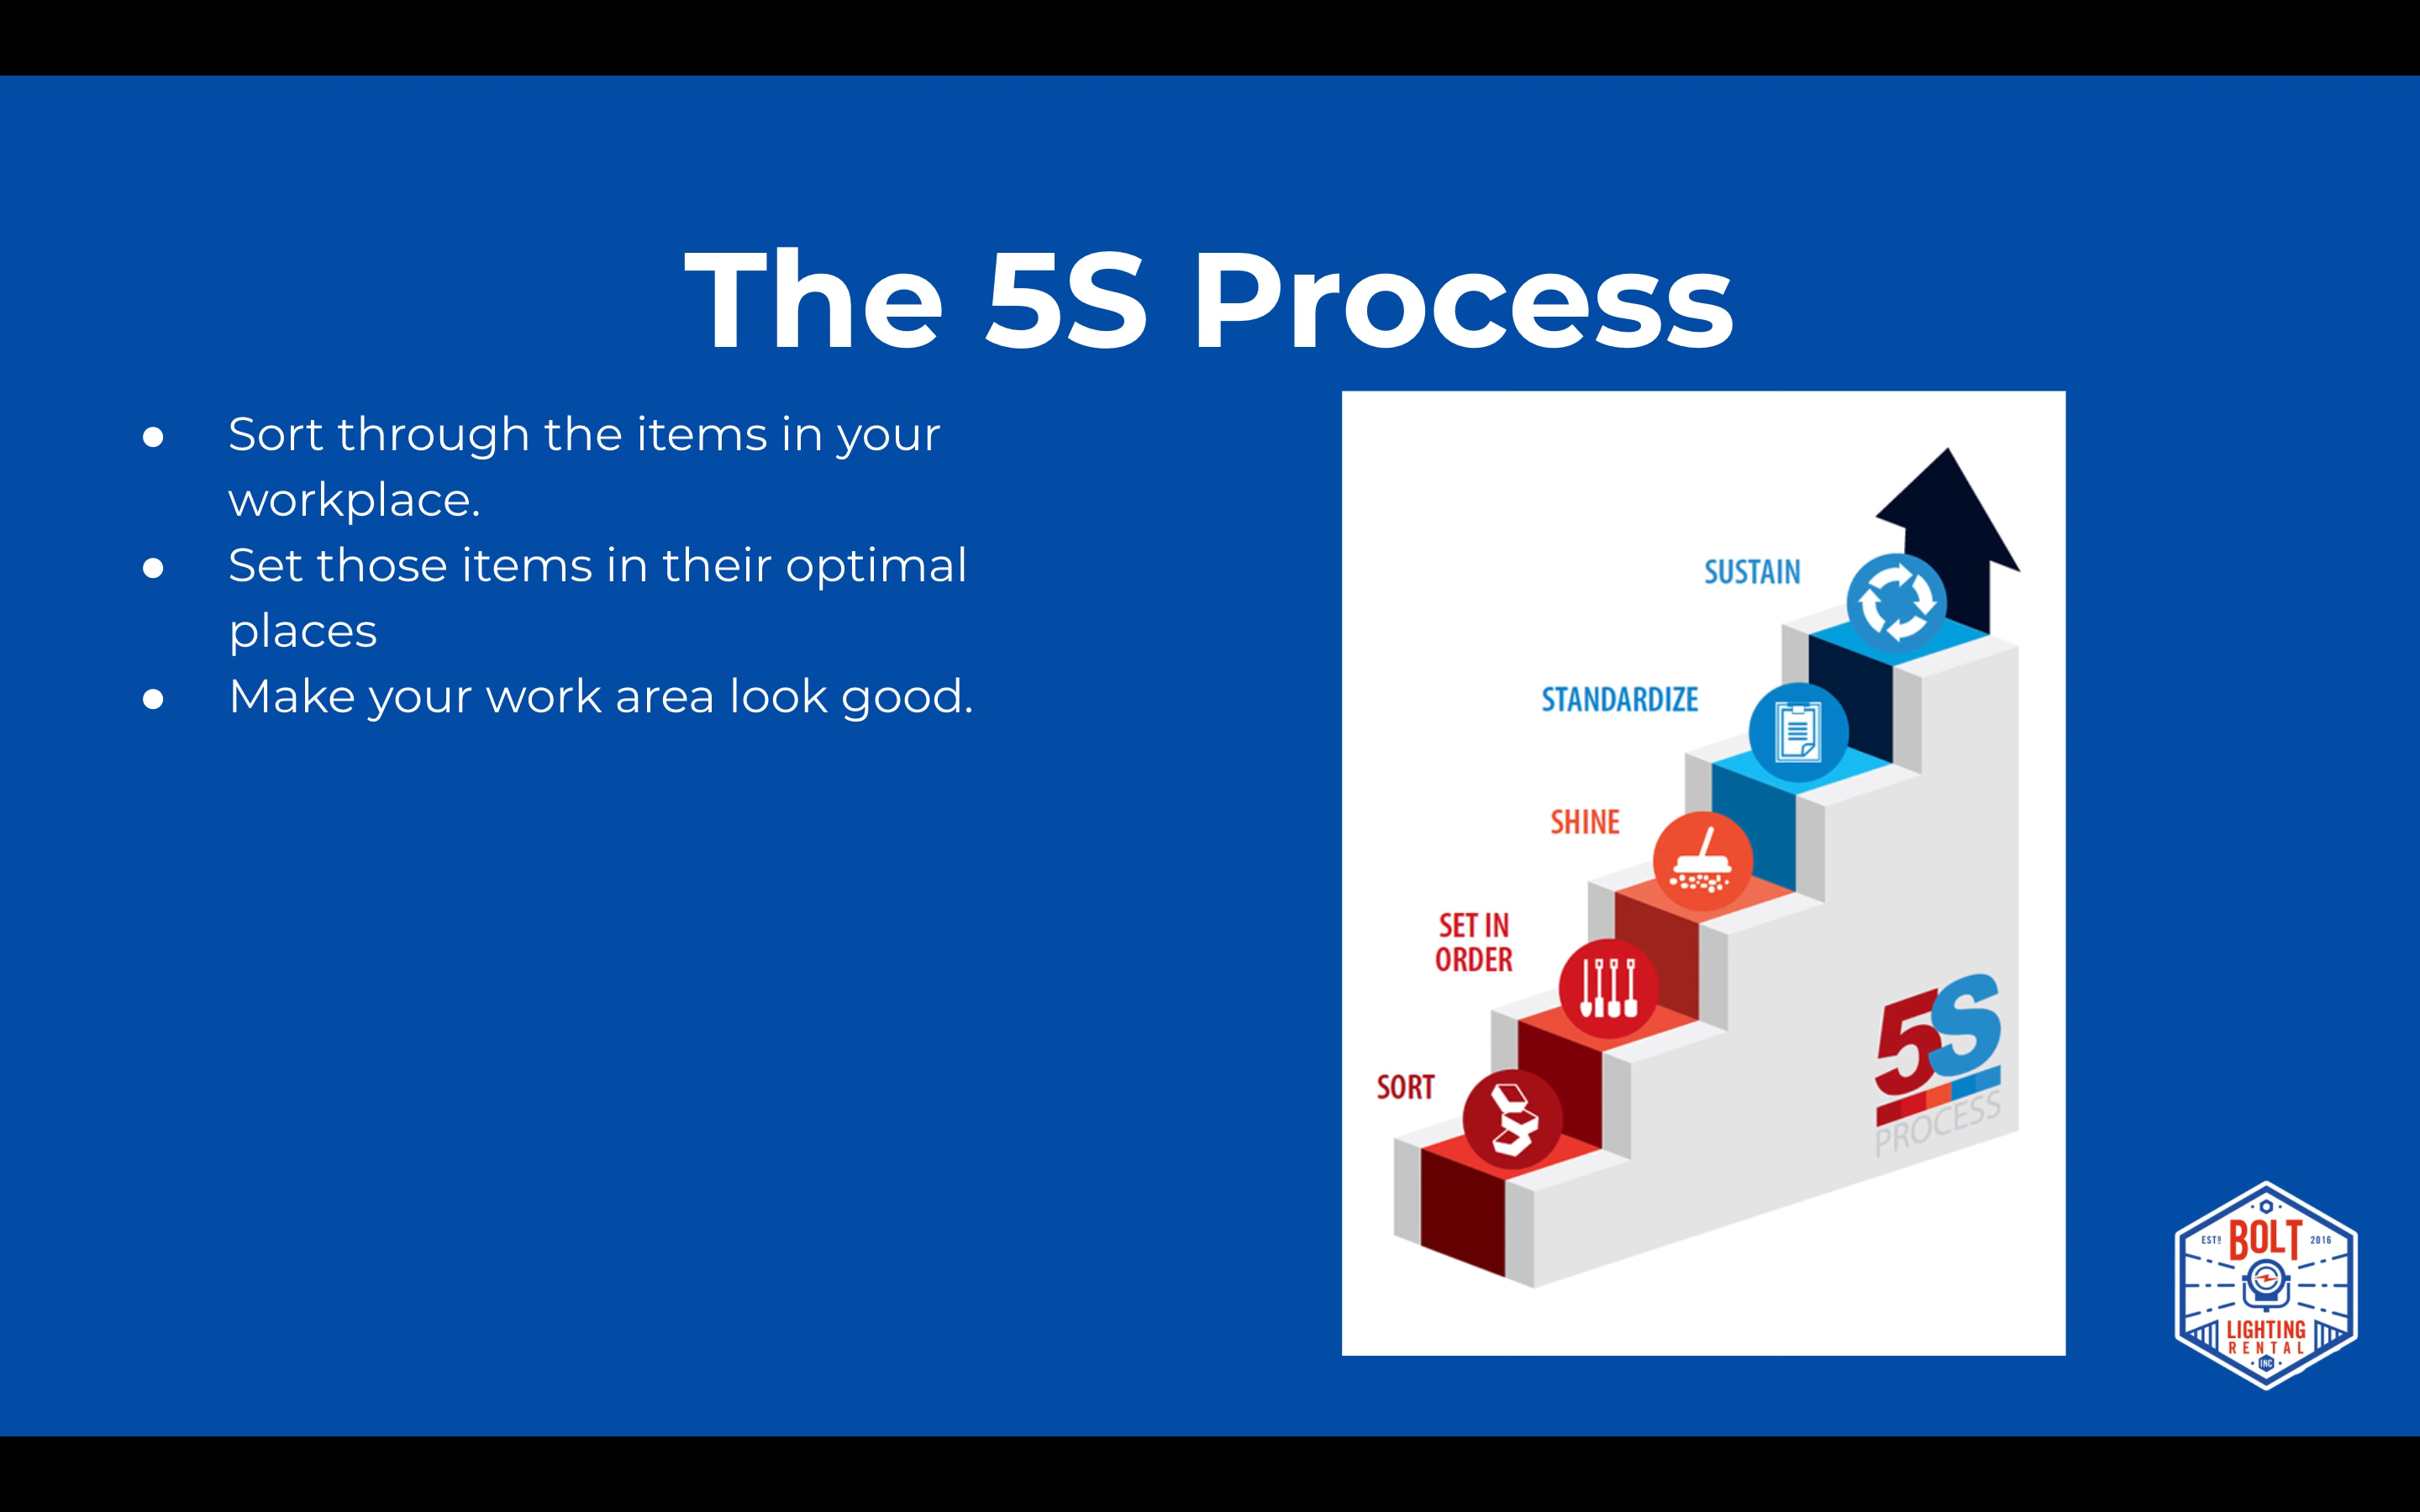 The 5S Process
● Sort through the items in your
workplace.
● Set those items in their optimal
places
● Make your work area look good.
SUSTAIN
STANDARDIZE
SHINE
SET IN
ORDER
SORT
5S
PROCESS
ESTD BOLT 2016
LIGHTING
RENTAL
INC